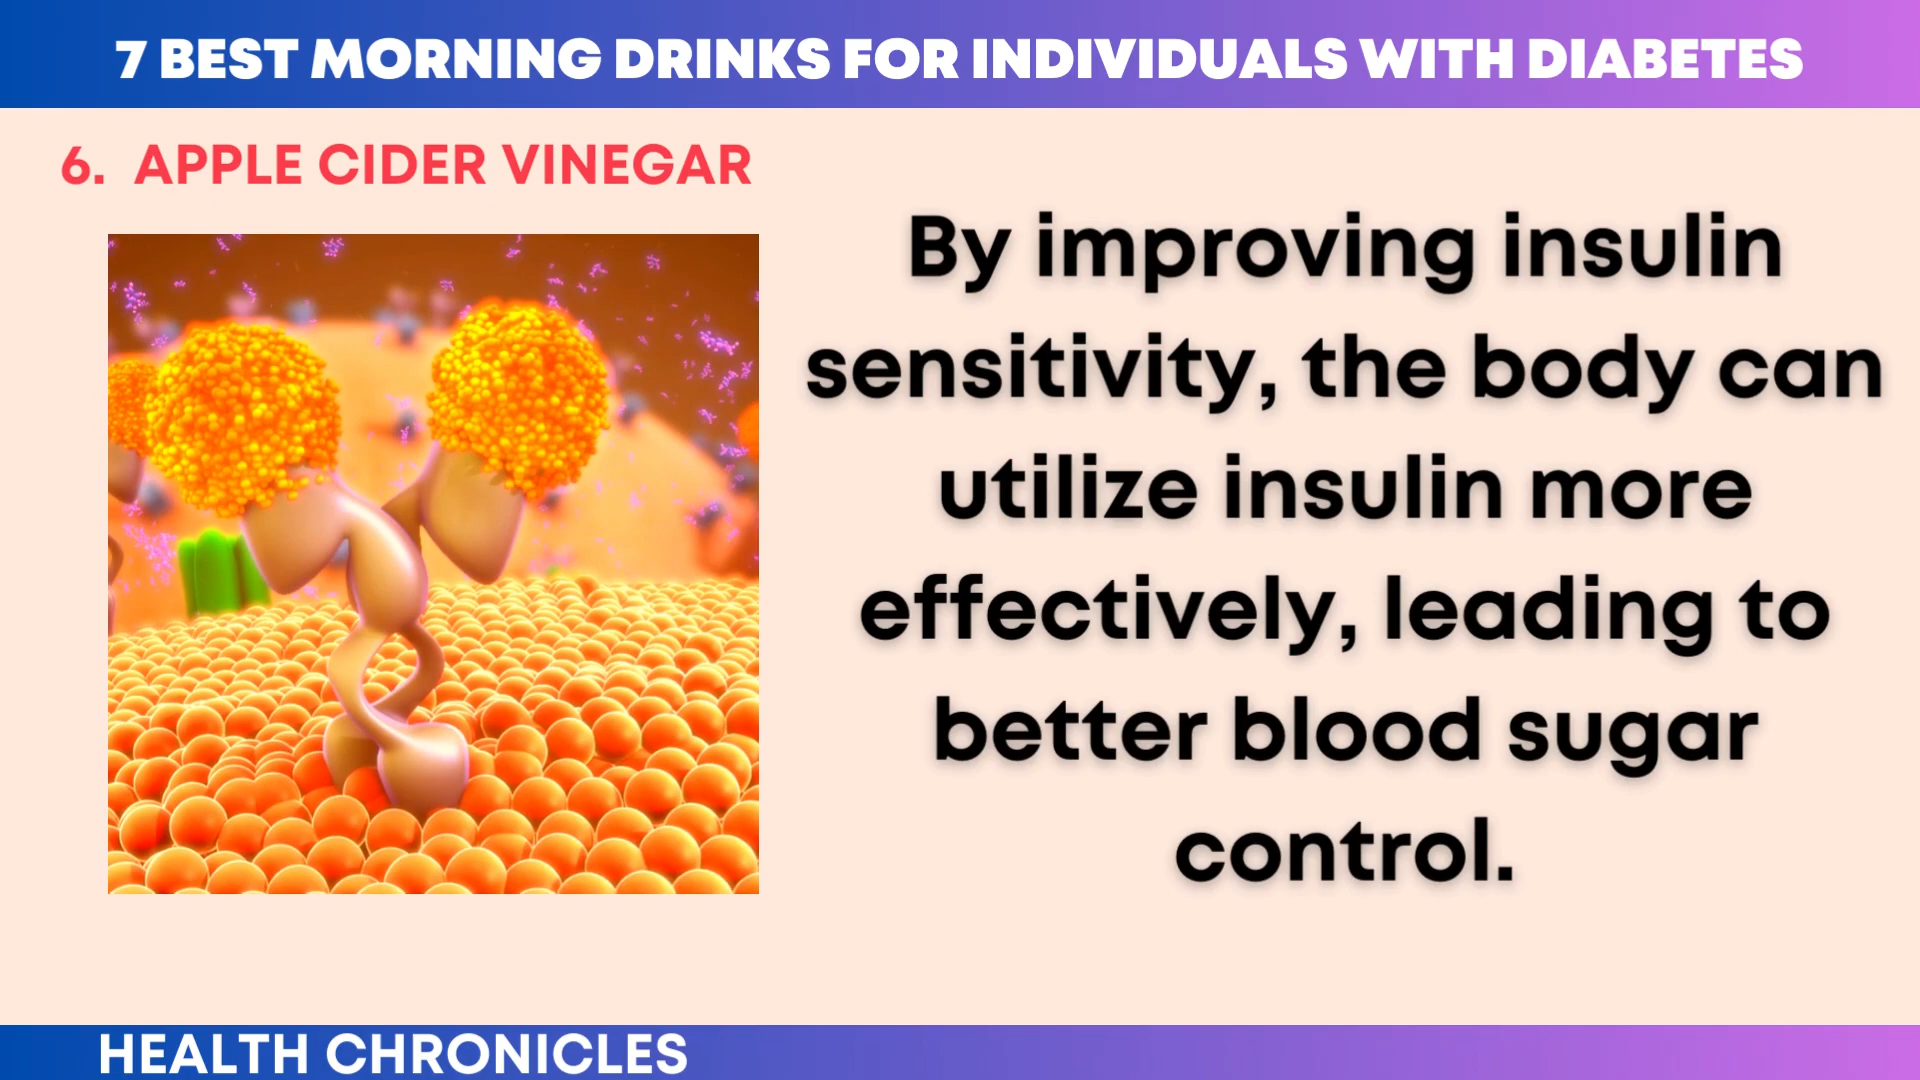 7 BEST MORNING DRINKS FOR INDIVIDUALS WITH DIABETES
6. APPLE CIDER VINEGAR
By improving insulin
sensitivity, the body can
utilize insulin more
effectively, leading to
better blood sugar
control.
HEALTH CHRONICLES